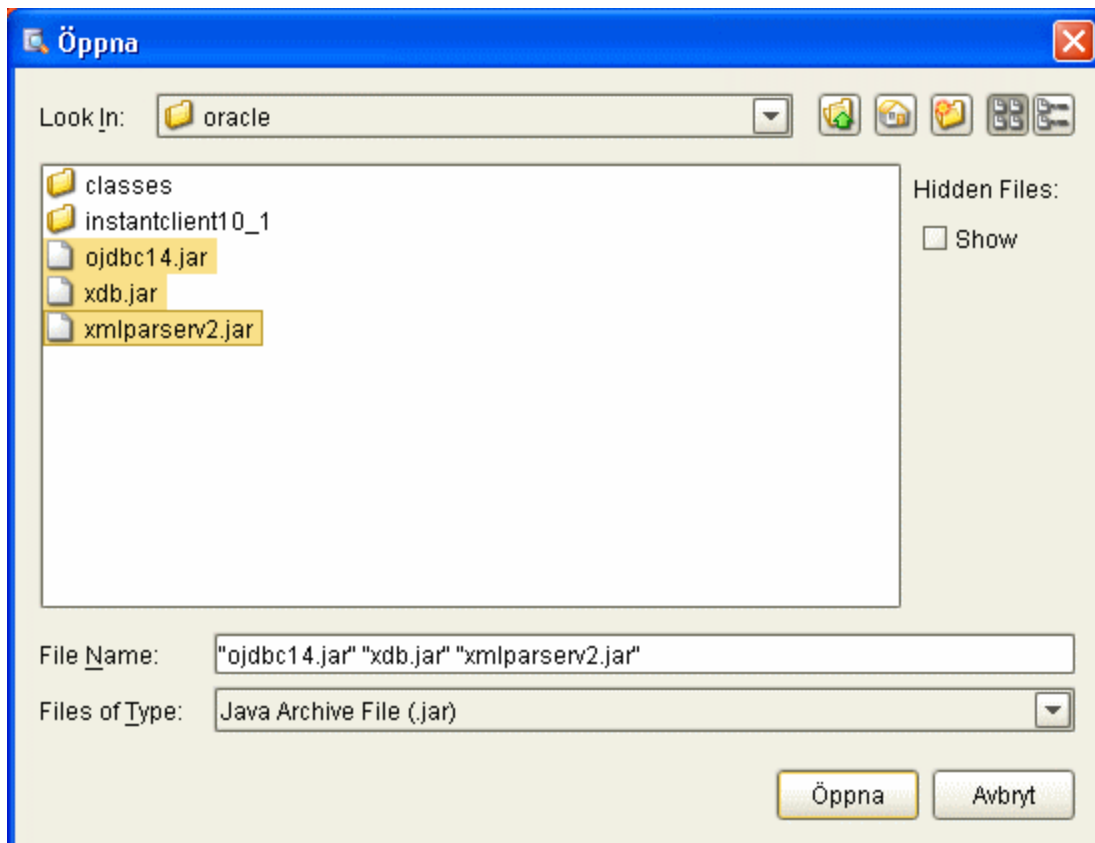 Öppna
Look In: oracle
classes
instantclient10_1
ojdbc14.jar
xdb.jar
xmlparserv2.jar
Hidden Files:
Show
File Name: "ojdbc14.jar" "xdb.jar" "xmlparserv2.jar"
Files of Type: Java Archive File (.jar)
Öppna Avbryt